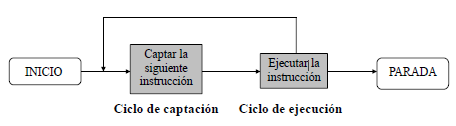 INICIO
Captar la
siguiente
instrucción
Ejecutar la
instrucción
PARADA
Ciclo de captación
Ciclo de ejecución